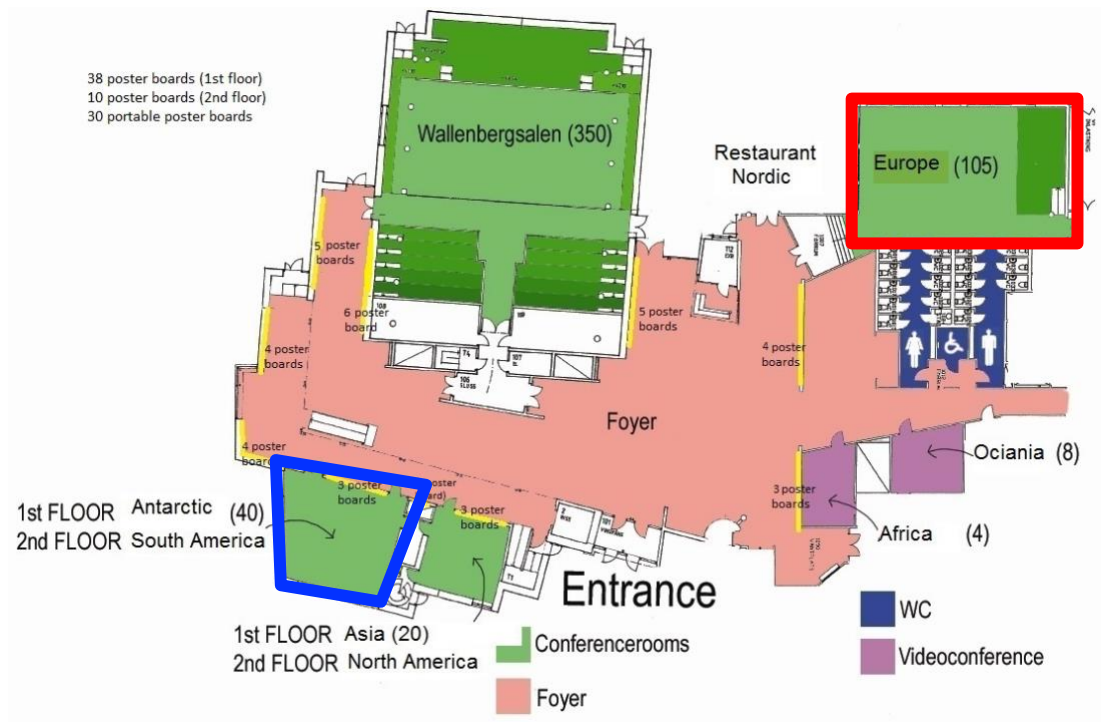 38 poster boards (1st floor)
10 poster boards (2nd floor)
30 portable poster boards
Wallenbergsalen (350)
Restaurant
Nordic
Europe (105)
5 poster
boards
6 poster
board
5 poster
boards
4 poster
boards
4 poster
boards
Foyer
4 poster
boards
3 poster
boards
3 poster
boards
3 poster
boards
Ociania (8)
Africa (4)
1st FLOOR Antarctic (40)
2nd FLOOR South America
Entrance
1st FLOOR Asia (20)
2nd FLOOR North America
Conferencerooms
Foyer
WC
Videoconference